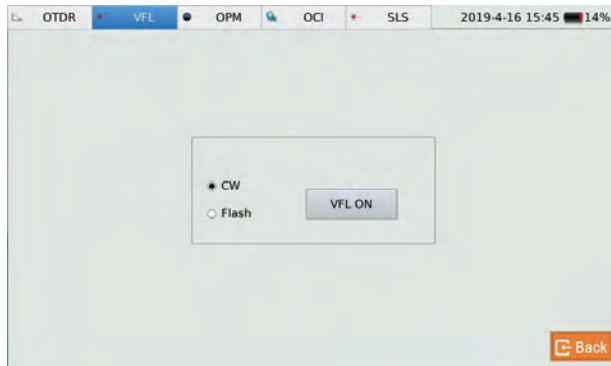 OTDR VFL OPM OCI SLS 2019-4-16 15:45 14%
CW
VFL ON
Flash
Back